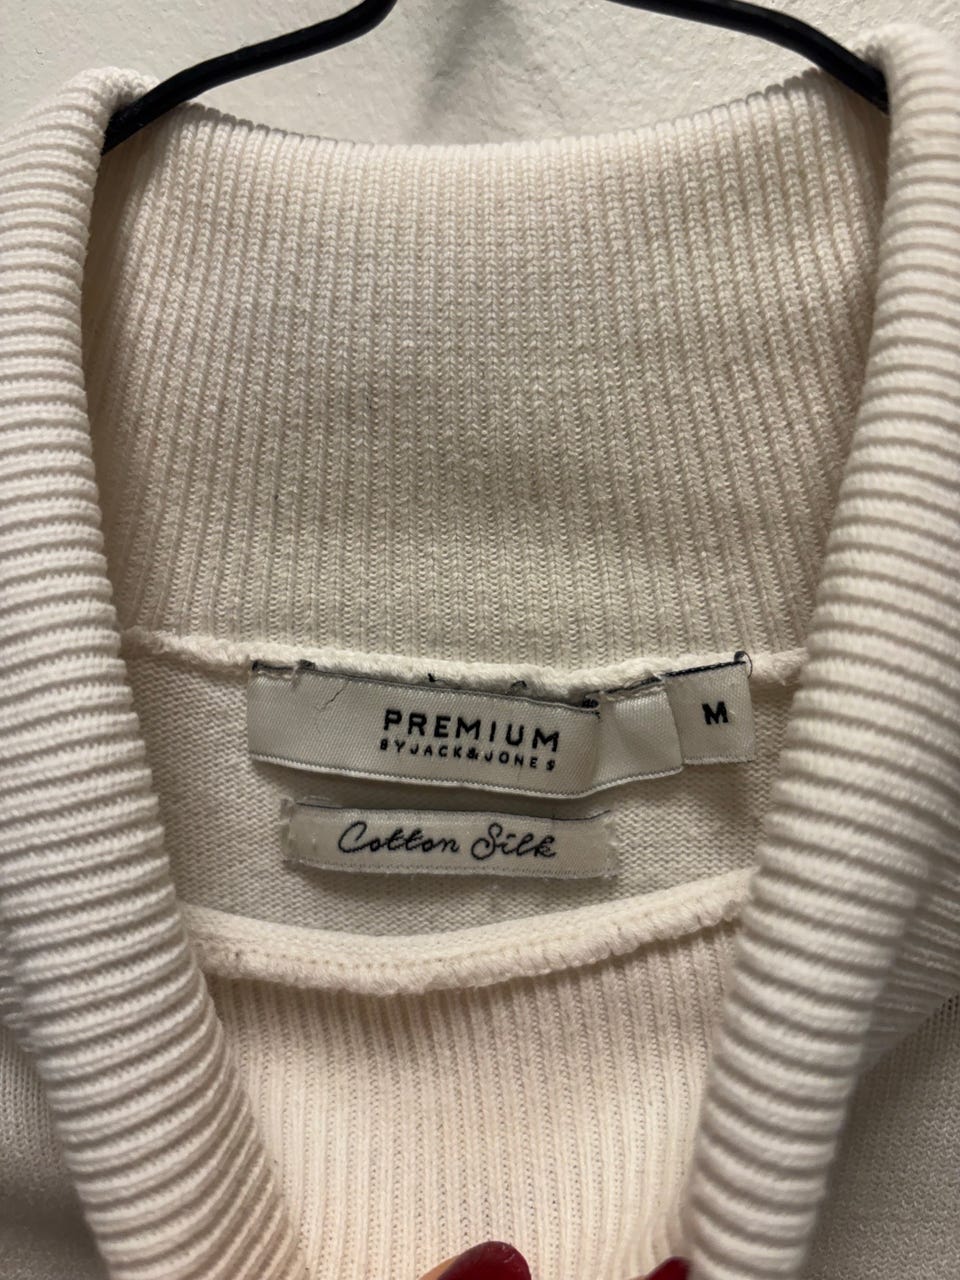 PREMIUM
BY JACK & JONES
M
Cotton Silk